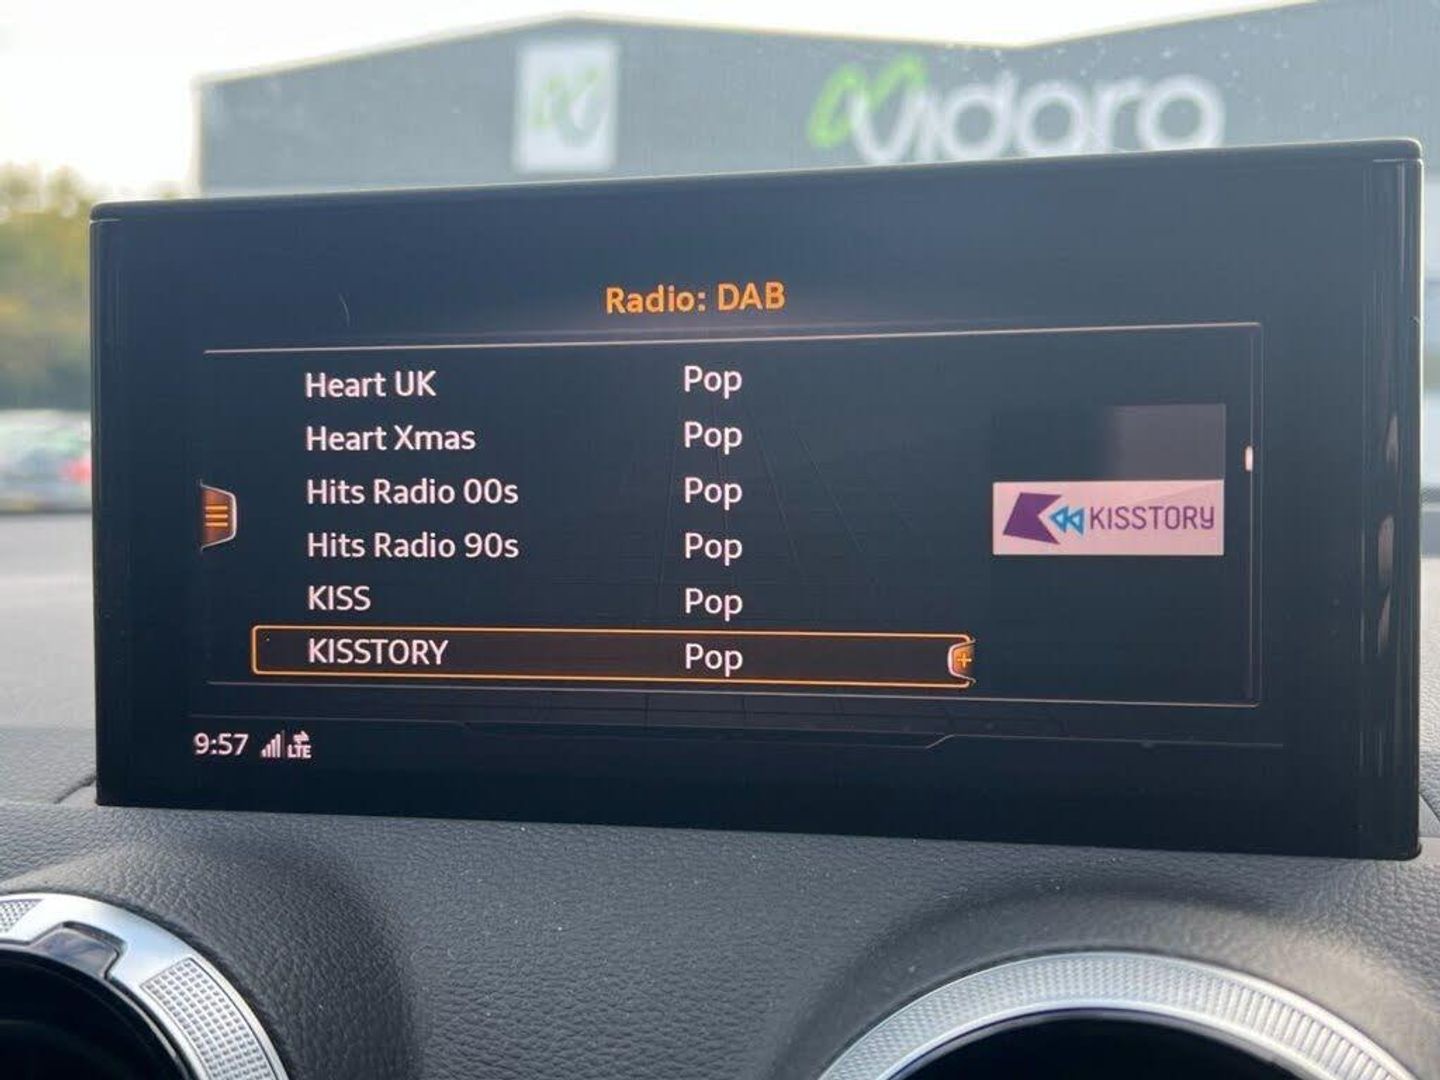 vidoro
Radio: DAB
Heart UK Pop
Heart Xmas Pop
Hits Radio 00s Pop
Hits Radio 90s Pop
KISSTORY
KISS Pop
KISSTORY Pop
9:57 LTE